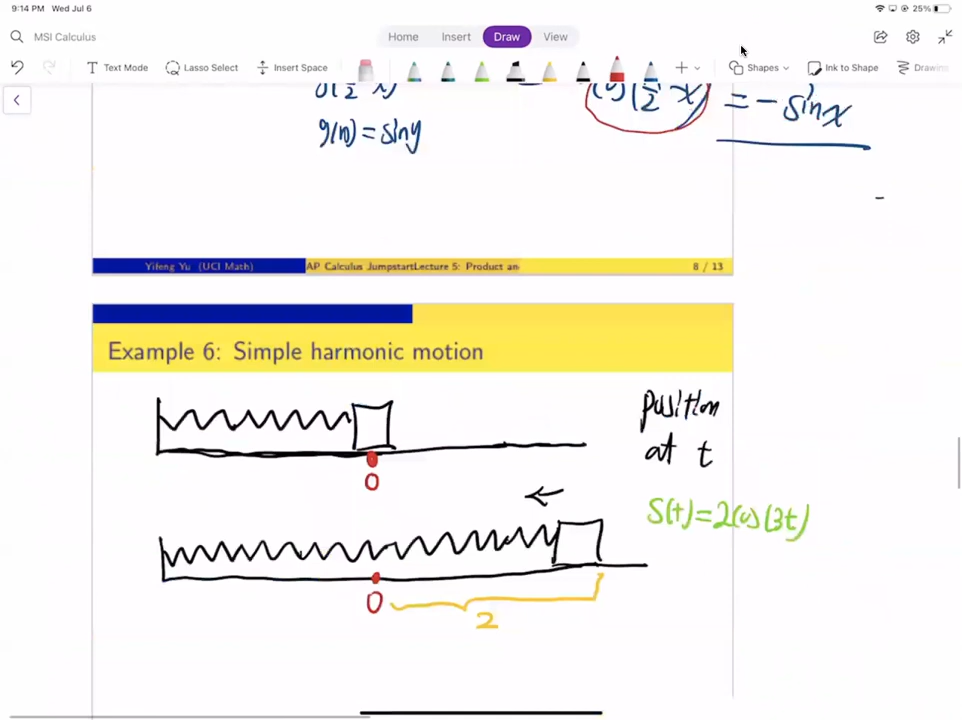 9:14 PM Wed Jul 6
25%
MSI Calculus
Home Insert Draw View
Text Mode Lasso Select Insert Space Shapes Ink to Shape
= - sin x
= sin y
Yifeng Yu (UCI Math) AP Calculus JumpstartLecture 5: Product an 8 / 13
Example 6: Simple harmonic motion
position
at t
0
S(t)=2cos(3t)
0
2